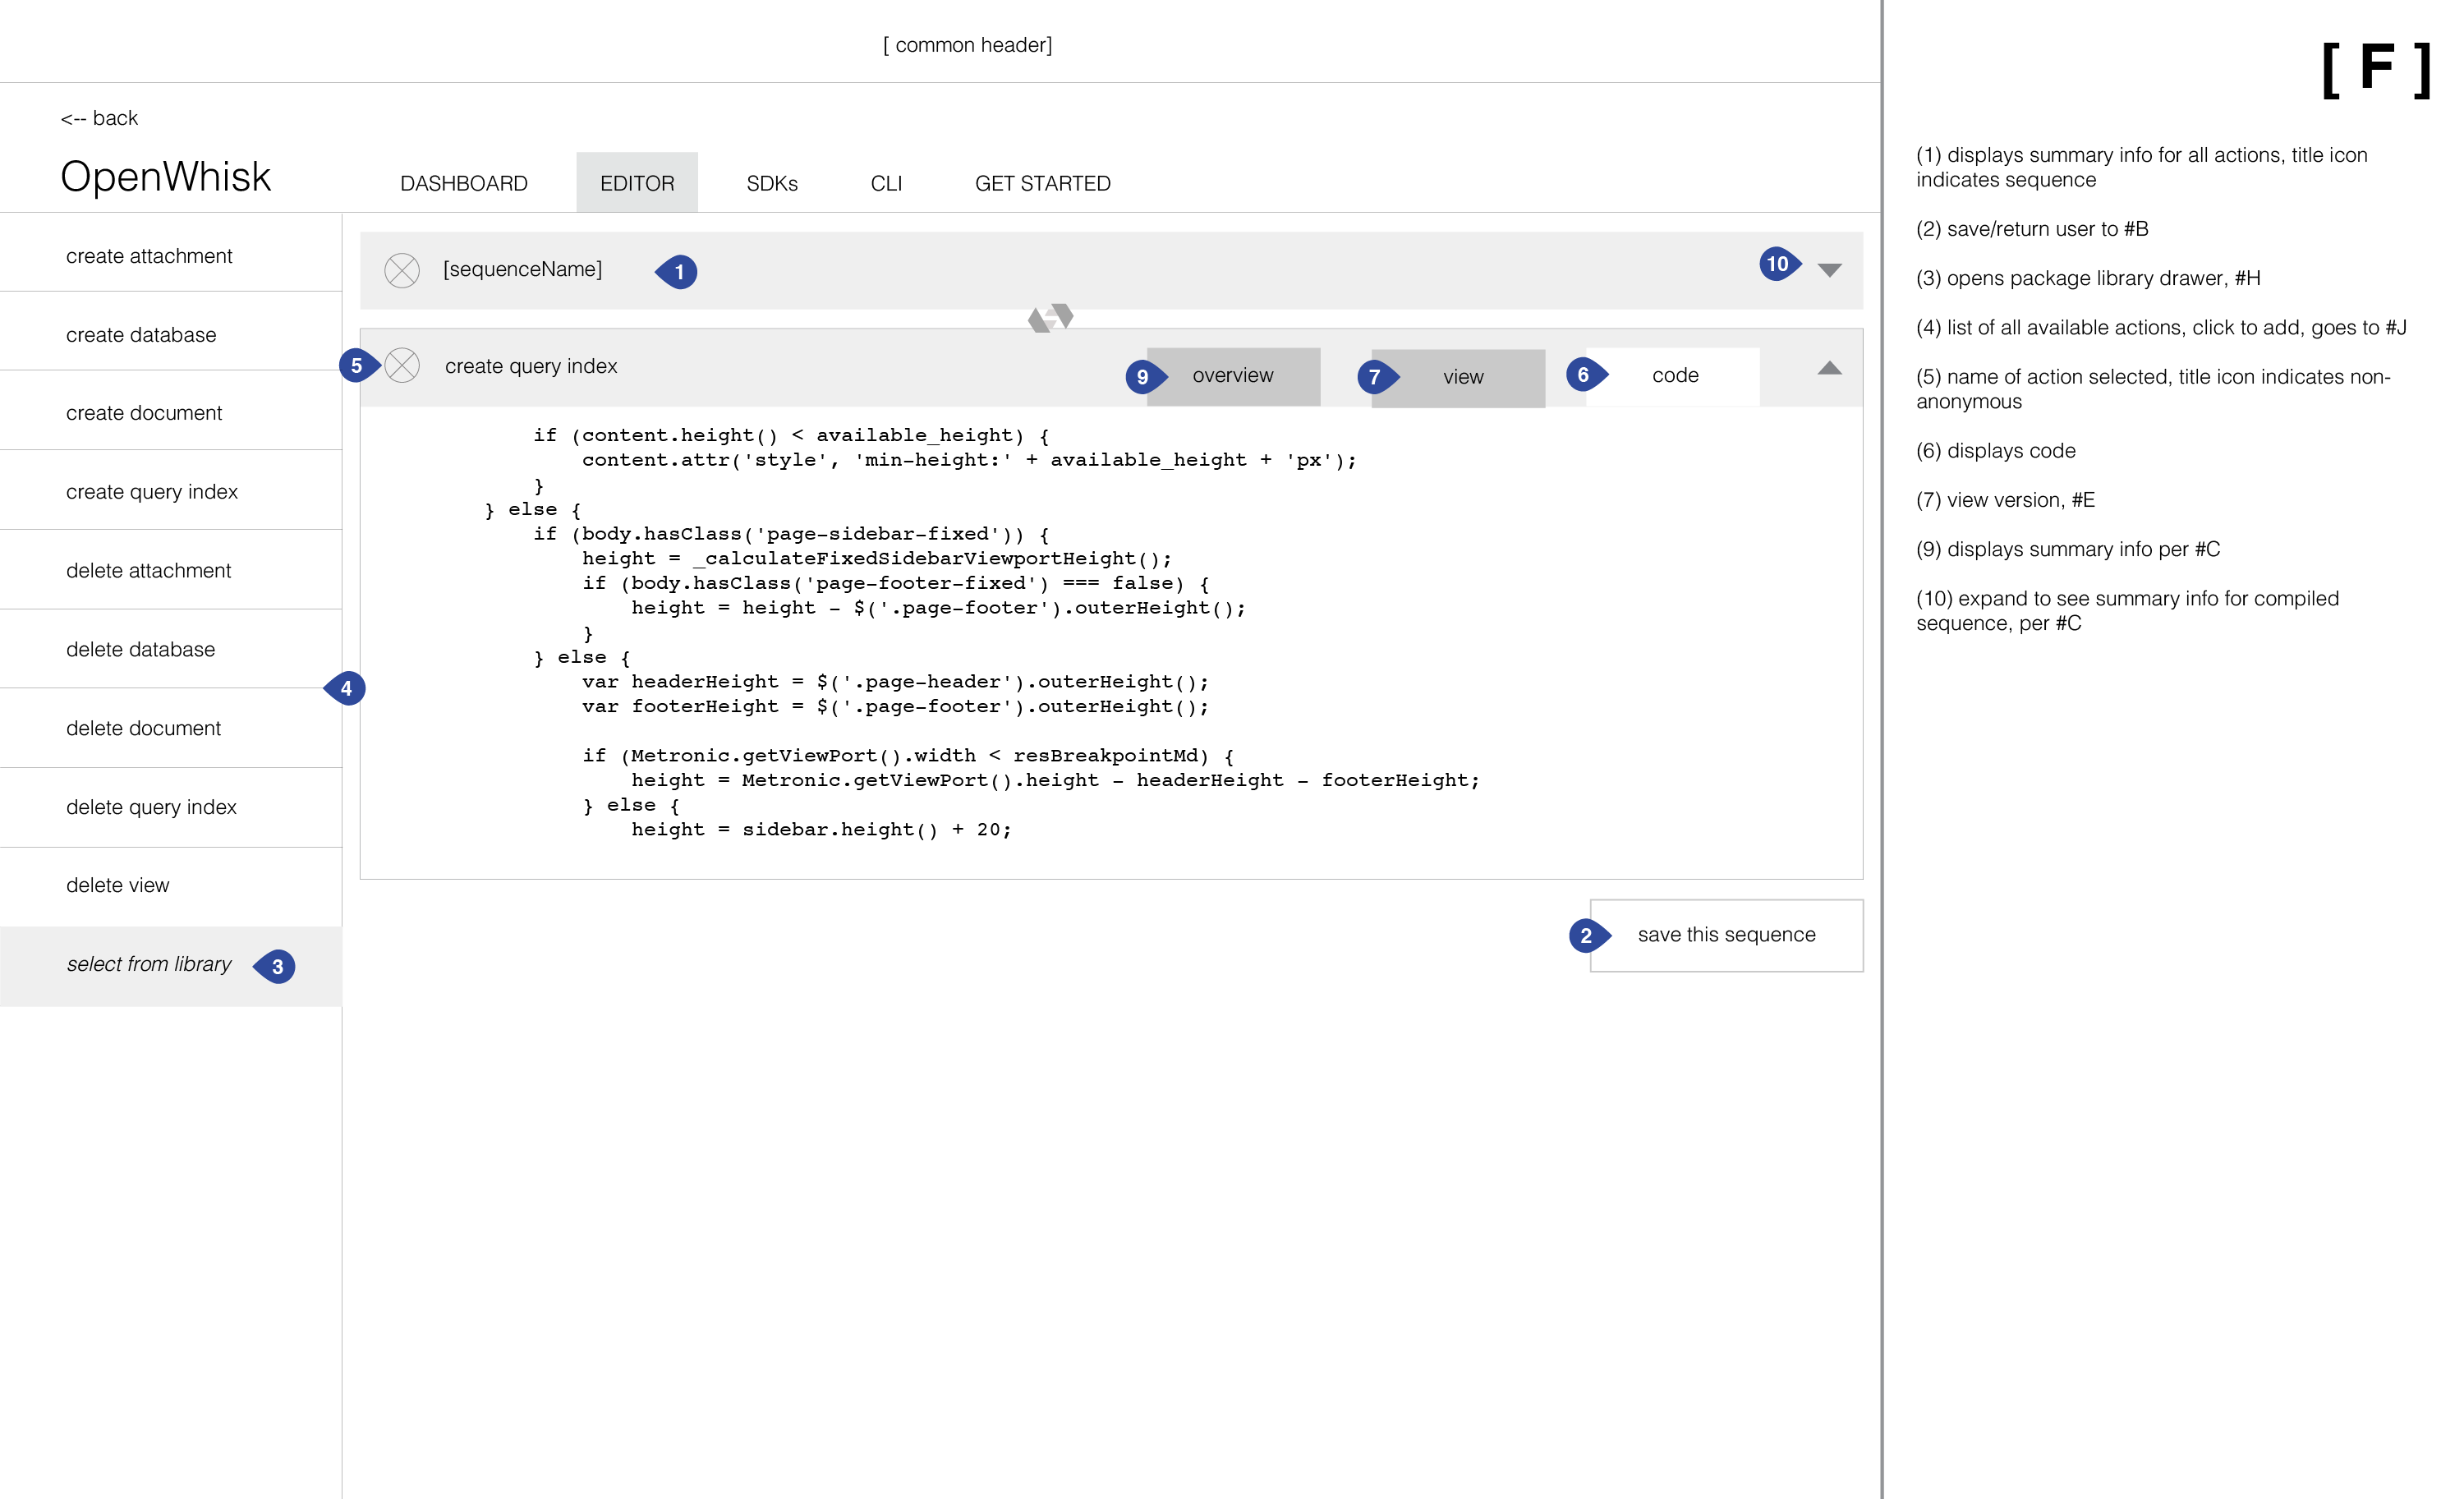 [ common header]
[ F ]
<-- back
OpenWhisk
DASHBOARD
EDITOR
SDKs
CLI
GET STARTED
create attachment
create database
create document
create query index
delete attachment
delete database
4
delete document
delete query index
delete view
select from library
3
[sequenceName]
1
10
5
create query index
9
overview
7
view
6
code
if (content.height() < available_height) {
content.attr('style', 'min-height:' + available_height + 'px');
}
} else {
if (body.hasClass('page-sidebar-fixed')) {
height = _calculateFixedSidebarViewportHeight();
if (body.hasClass('page-footer-fixed') === false) {
height = height - $('.page-footer').outerHeight();
}
} else {
var headerHeight = $('.page-header').outerHeight();
var footerHeight = $('.page-footer').outerHeight();
if (Metronic.getViewPort().width < resBreakpointMd) {
height = Metronic.getViewPort().height - headerHeight - footerHeight;
} else {
height = sidebar.height() + 20;
2
save this sequence
(1) displays summary info for all actions, title icon
indicates sequence
(2) save/return user to #B
(3) opens package library drawer, #H
(4) list of all available actions, click to add, goes to #J
(5) name of action selected, title icon indicates non-
anonymous
(6) displays code
(7) view version, #E
(9) displays summary info per #C
(10) expand to see summary info for compiled
sequence, per #C